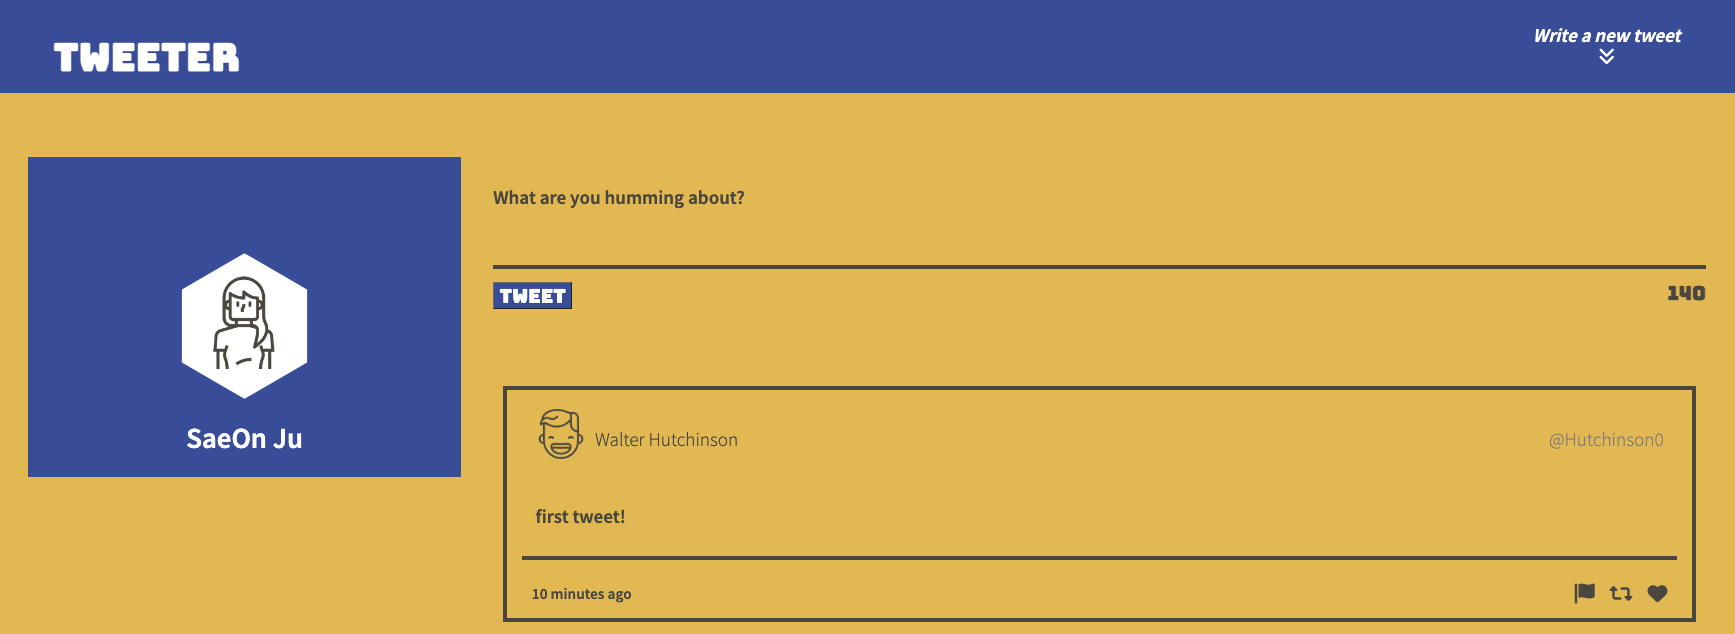 TWEETER
Write a new tweet
What are you humming about?
TWEET
140
SaeOn Ju
Walter Hutchinson
@Hutchinson0
first tweet!
10 minutes ago